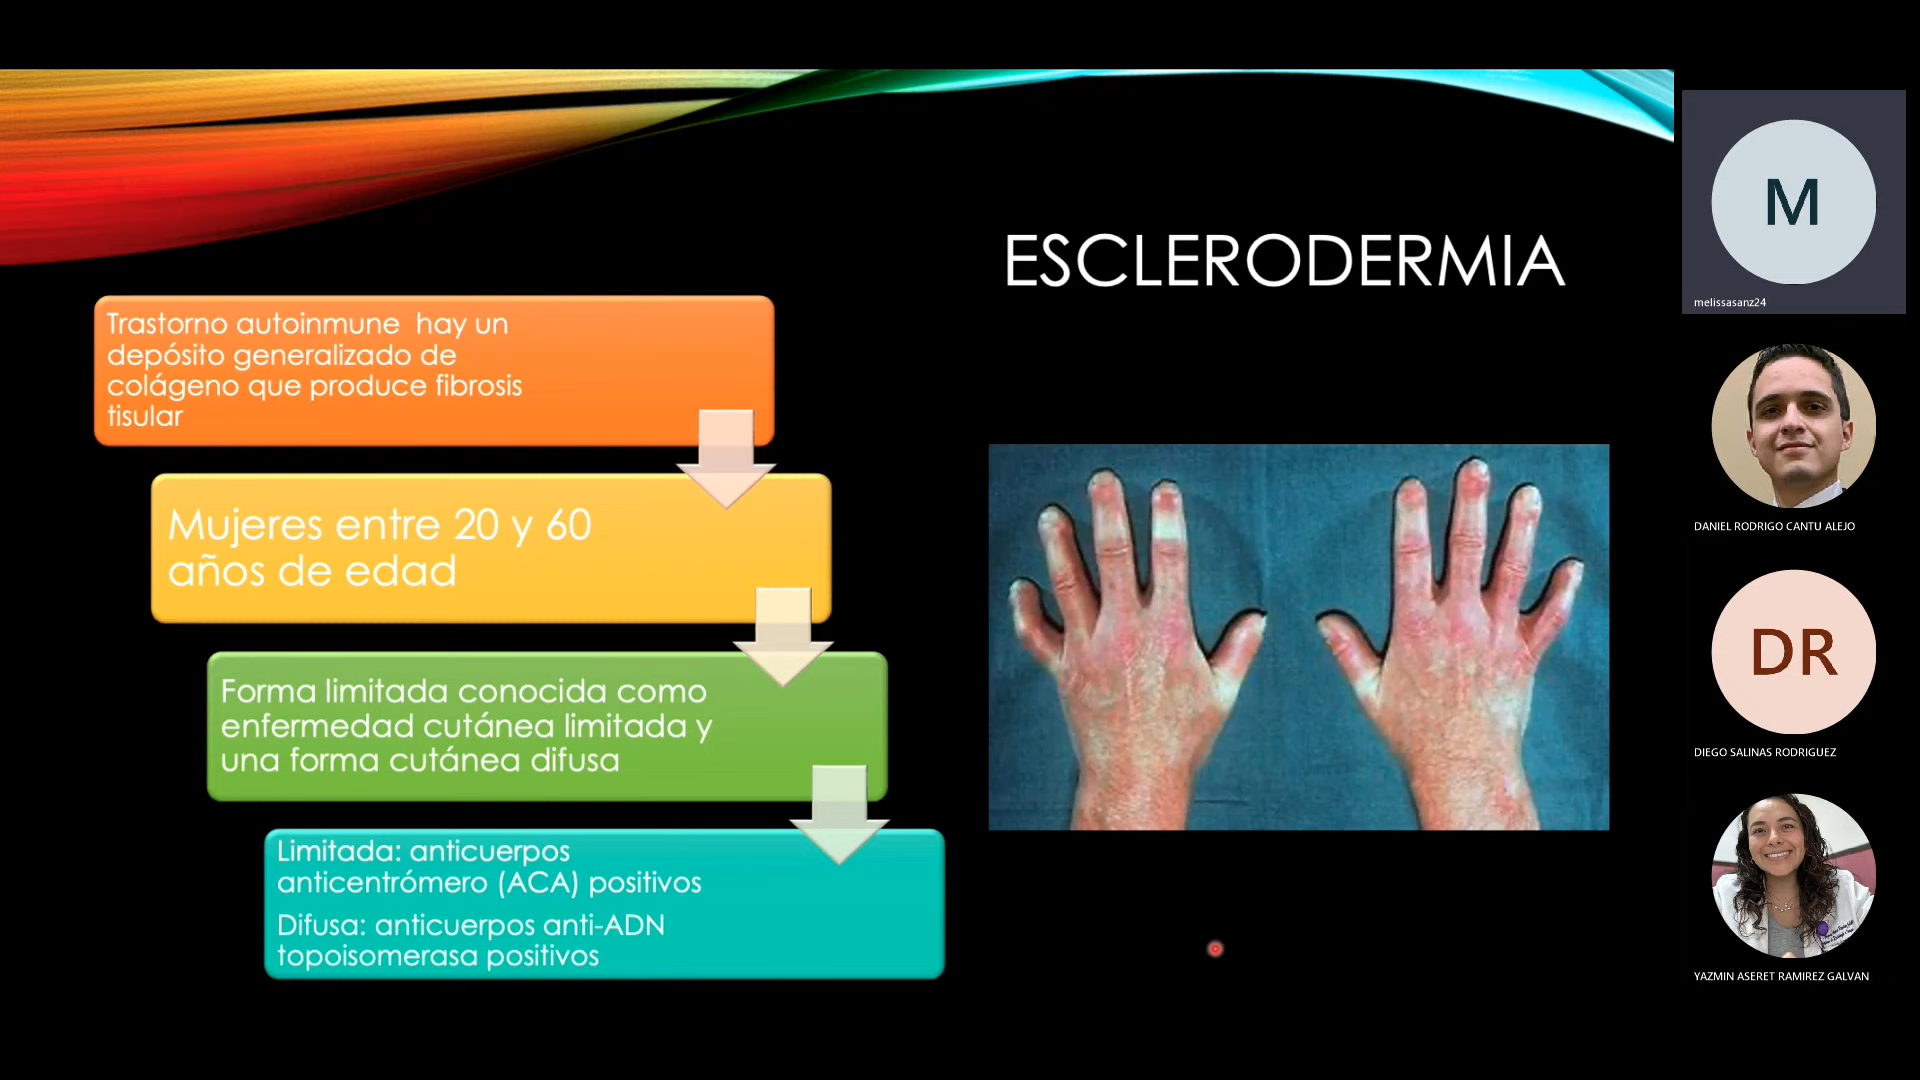 ESCLERODERMIA
Trastorno autoinmune  hay un
depósito generalizado de
colágeno que produce fibrosis
tisular
Mujeres entre 20 y 60
años de edad
Forma limitada conocida como
enfermedad cutánea limitada y
una forma cutánea difusa
Limitada: anticuerpos
anticentrómero (ACA) positivos
Difusa: anticuerpos anti-ADN
topoisomerasa positivos
M
melissasanz24
DANIEL RODRIGO CANTU ALEJO
DR
DIEGO SALINAS RODRIGUEZ
YAZMIN ASERET RAMIREZ GALVAN